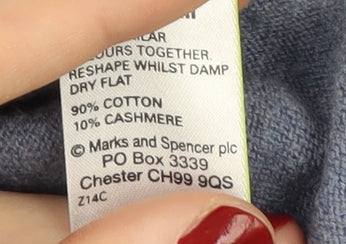 COLOURS TOGETHER.
RESHAPE WHILST DAMP
DRY FLAT
90% COTTON
10% CASHMERE
© Marks and Spencer plc
PO Box 3339
Chester CH99 9QS
Z14C